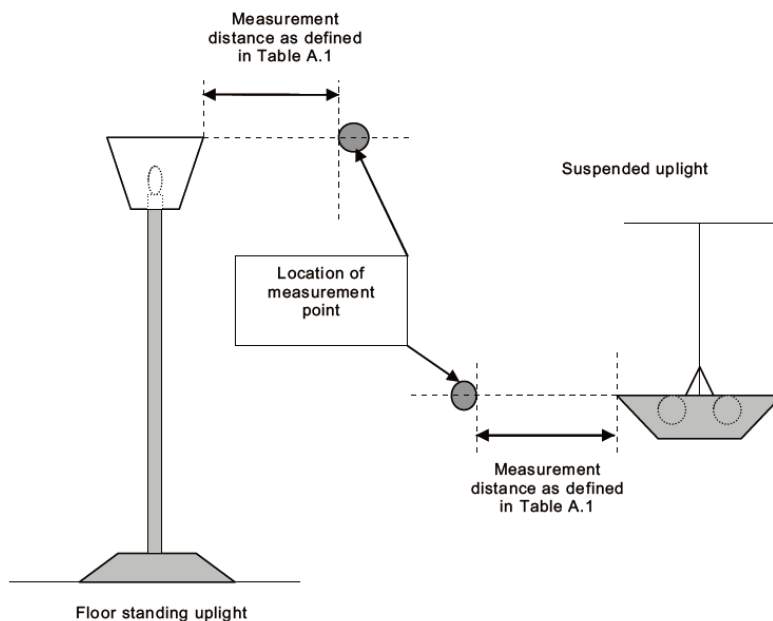 Measurement
distance as defined
in Table A.1
Suspended uplight
Location of
measurement
point
Measurement
distance as defined
in Table A.1
Floor standing uplight